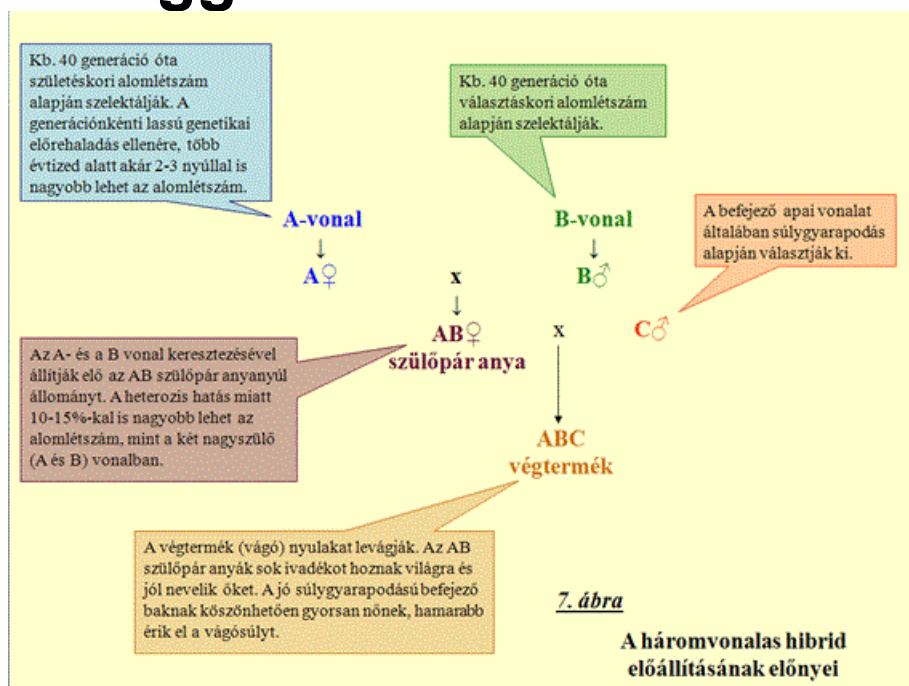 Kb. 40 generáció óta
születéskori alomlétszám
alapján szelektálják. A
generációnkénti lassú genetikai
előrehaladás ellenére, több
évtized alatt akár 2-3 nyúllal is
nagyobb lehet az alomlétszám.
Kb. 40 generáció óta
választáskori alomlétszám
alapján szelektálják.
A befejező apai vonalat
általában súlygyarapodás
alapján választják ki.
A-vonal
B-vonal
↓
↓
A♀
x
B♂
↓
AB♀
x
C♂
szülőpár anya
Az A- és a B vonal keresztezésével
állítják elő az AB szülőpár anyanyúl
állományt. A heterozis hatás miatt
10-15%-kal is nagyobb lehet az
alomlétszám, mint a két nagyszülő
(A és B) vonalban.
ABC
végtermék
A végtermék (vágó) nyulakat levágják. Az AB
szülőpár anyák sok ivadékot hoznak világra és
jól nevelik őket. A jó súlygyarapodású befejező
baknak köszönhetően gyorsan nőnek, hamarabb
érik el a vágósúlyt.
7. ábra
A háromvonalas hibrid
előállításának előnyei